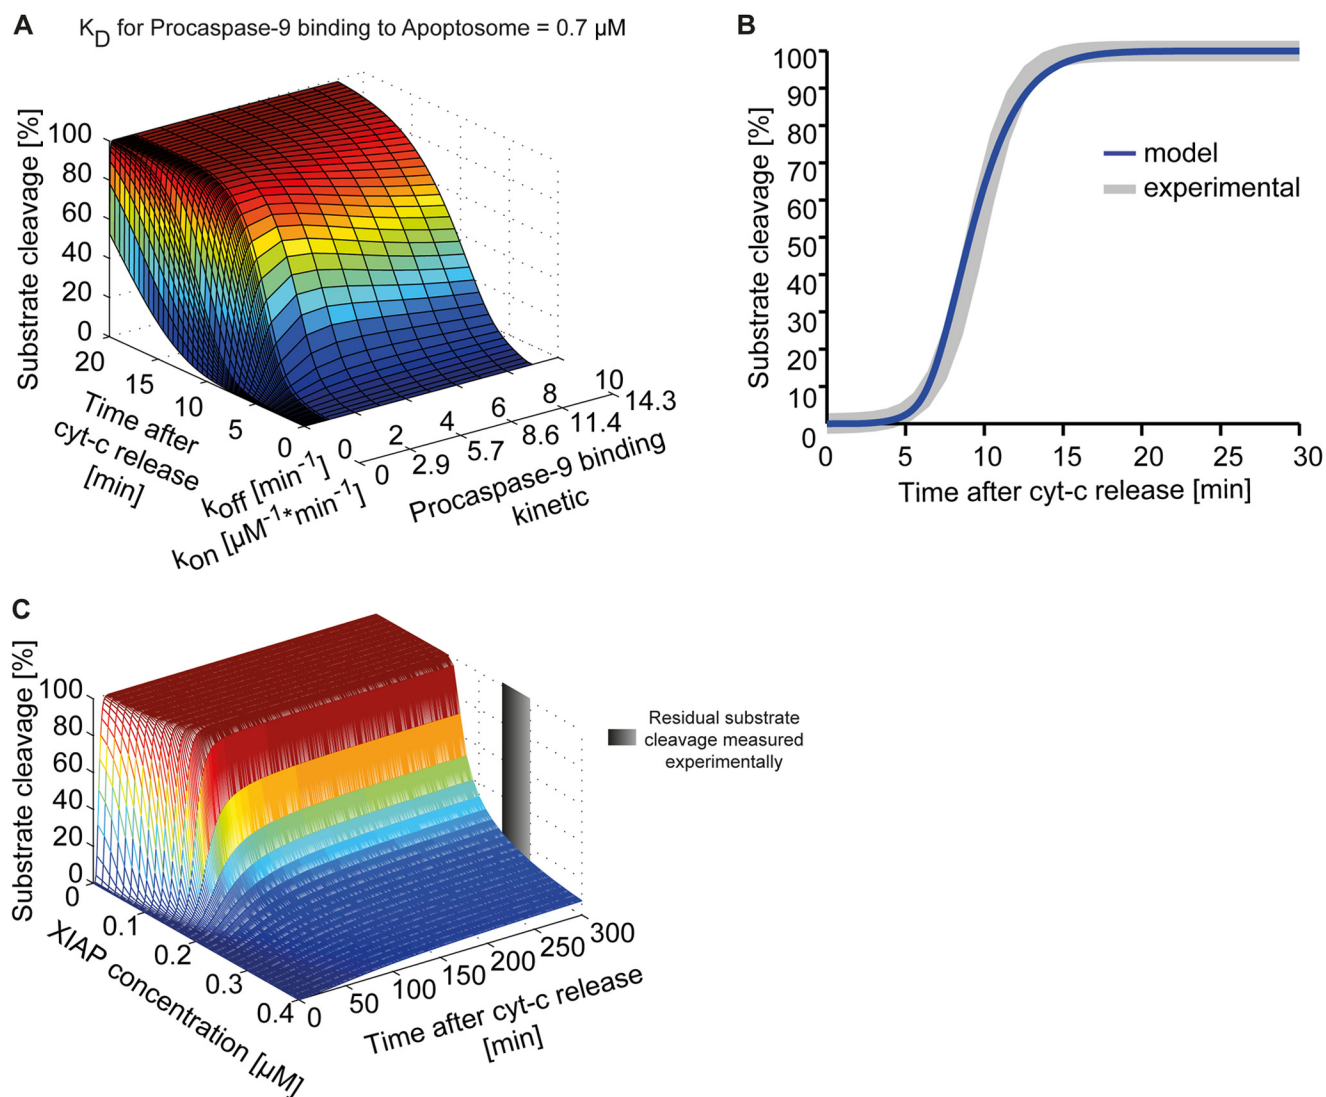 A
K_D for Procaspase-9 binding to Apoptosome = 0.7 µM
Substrate cleavage [%]
100
80
60
40
20
0
20
15
10
5
0
Time after
cyt-c release
[min]
0
2
4
6
8
10
k_off [min⁻¹]
0
2.9
5.7
8.6
11.4
14.3
k_on [µM⁻¹*min⁻¹]
Procaspase-9 binding
kinetic
B
Substrate cleavage [%]
100
90
80
70
60
50
40
30
20
10
0
model
experimental
0
5
10
15
20
25
30
Time after cyt-c release [min]
C
Substrate cleavage [%]
100
80
60
40
20
0
0
0.1
0.2
0.3
0.4
XIAP concentration [µM]
0
50
100
150
200
250
300
Time after cyt-c release
[min]
Residual substrate
cleavage measured
experimentally